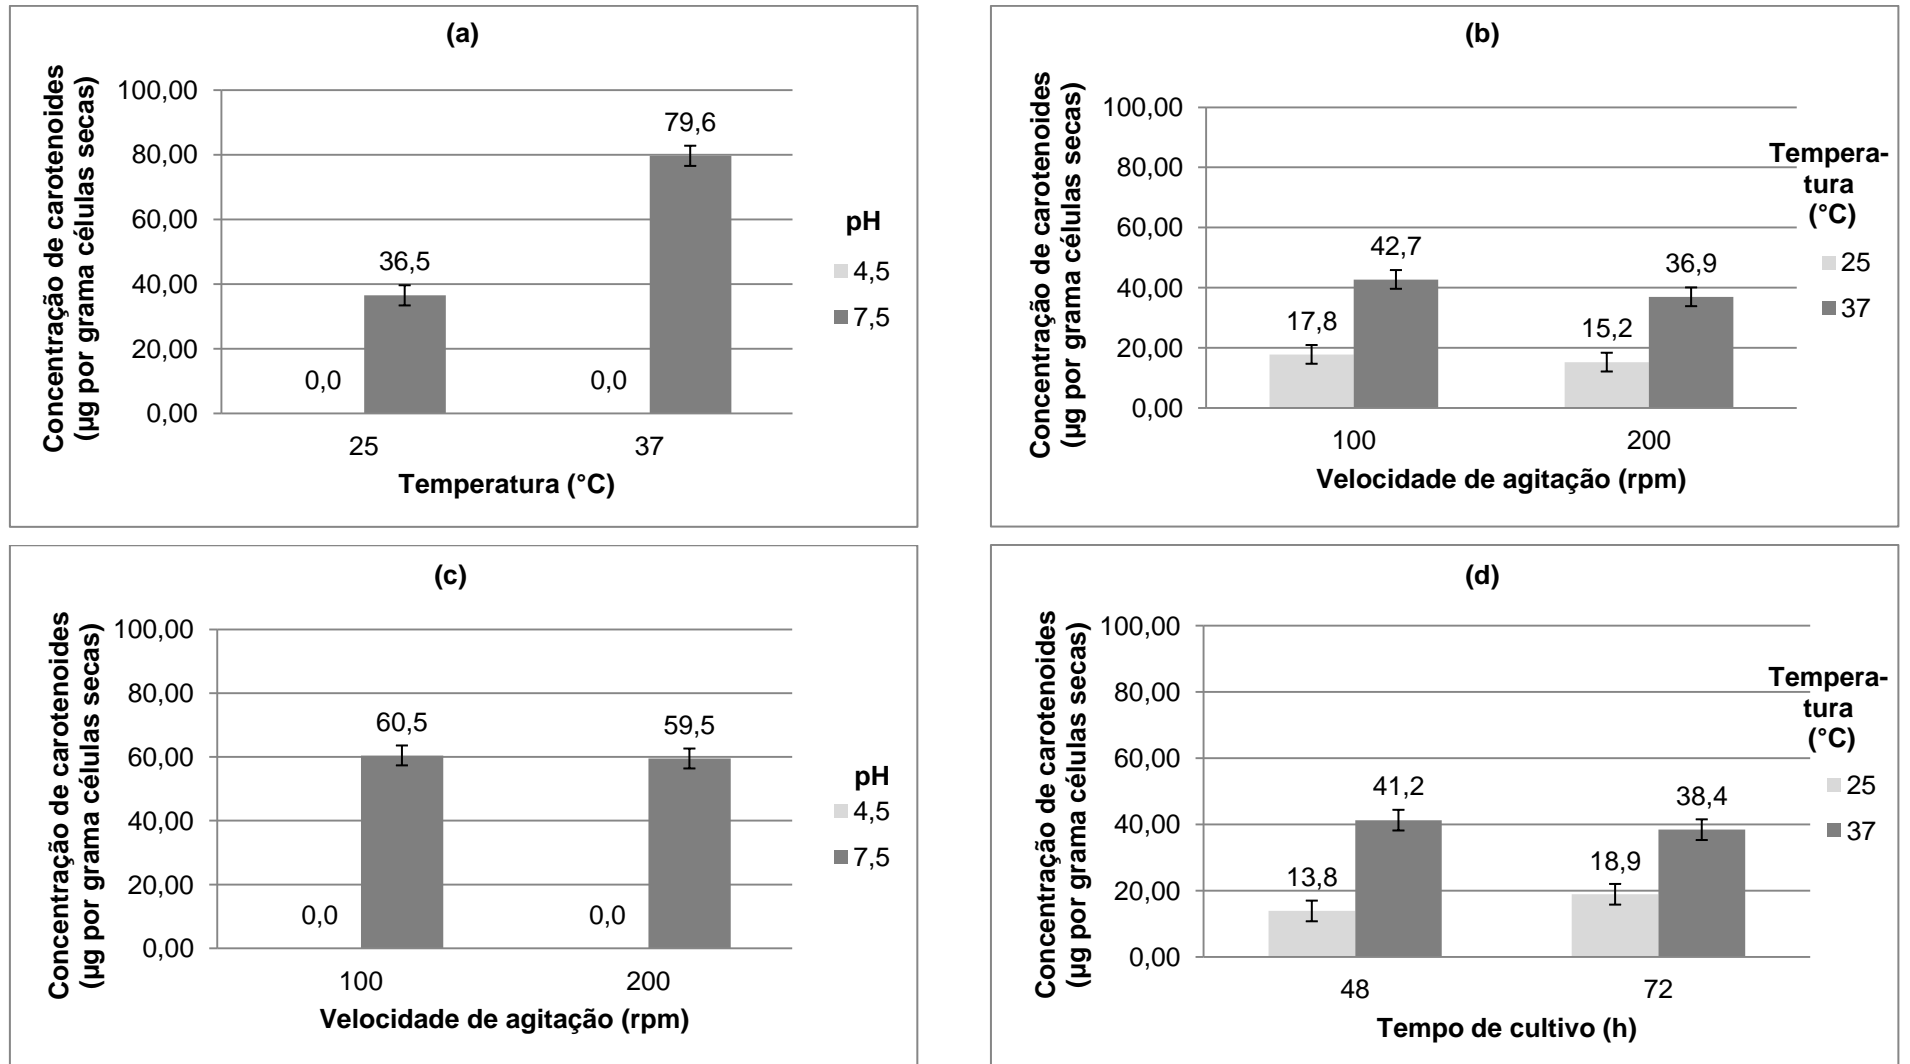 (a)
Concentração de carotenoides
(µg por grama células secas)
100,00
80,00
60,00
40,00
20,00
0,00
0,0
36,5
0,0
79,6
25
37
Temperatura (°C)
pH
4,5
7,5
(b)
Concentração de carotenoides
(µg por grama células secas)
100,00
80,00
60,00
40,00
20,00
0,00
17,8
42,7
15,2
36,9
100
200
Velocidade de agitação (rpm)
Tempera-
tura
(°C)
25
37
(c)
Concentração de carotenoides
(µg por grama células secas)
100,00
80,00
60,00
40,00
20,00
0,00
0,0
60,5
0,0
59,5
100
200
Velocidade de agitação (rpm)
pH
4,5
7,5
(d)
Concentração de carotenoides
(µg por grama células secas)
100,00
80,00
60,00
40,00
20,00
0,00
13,8
41,2
18,9
38,4
48
72
Tempo de cultivo (h)
Tempera-
tura
(°C)
25
37